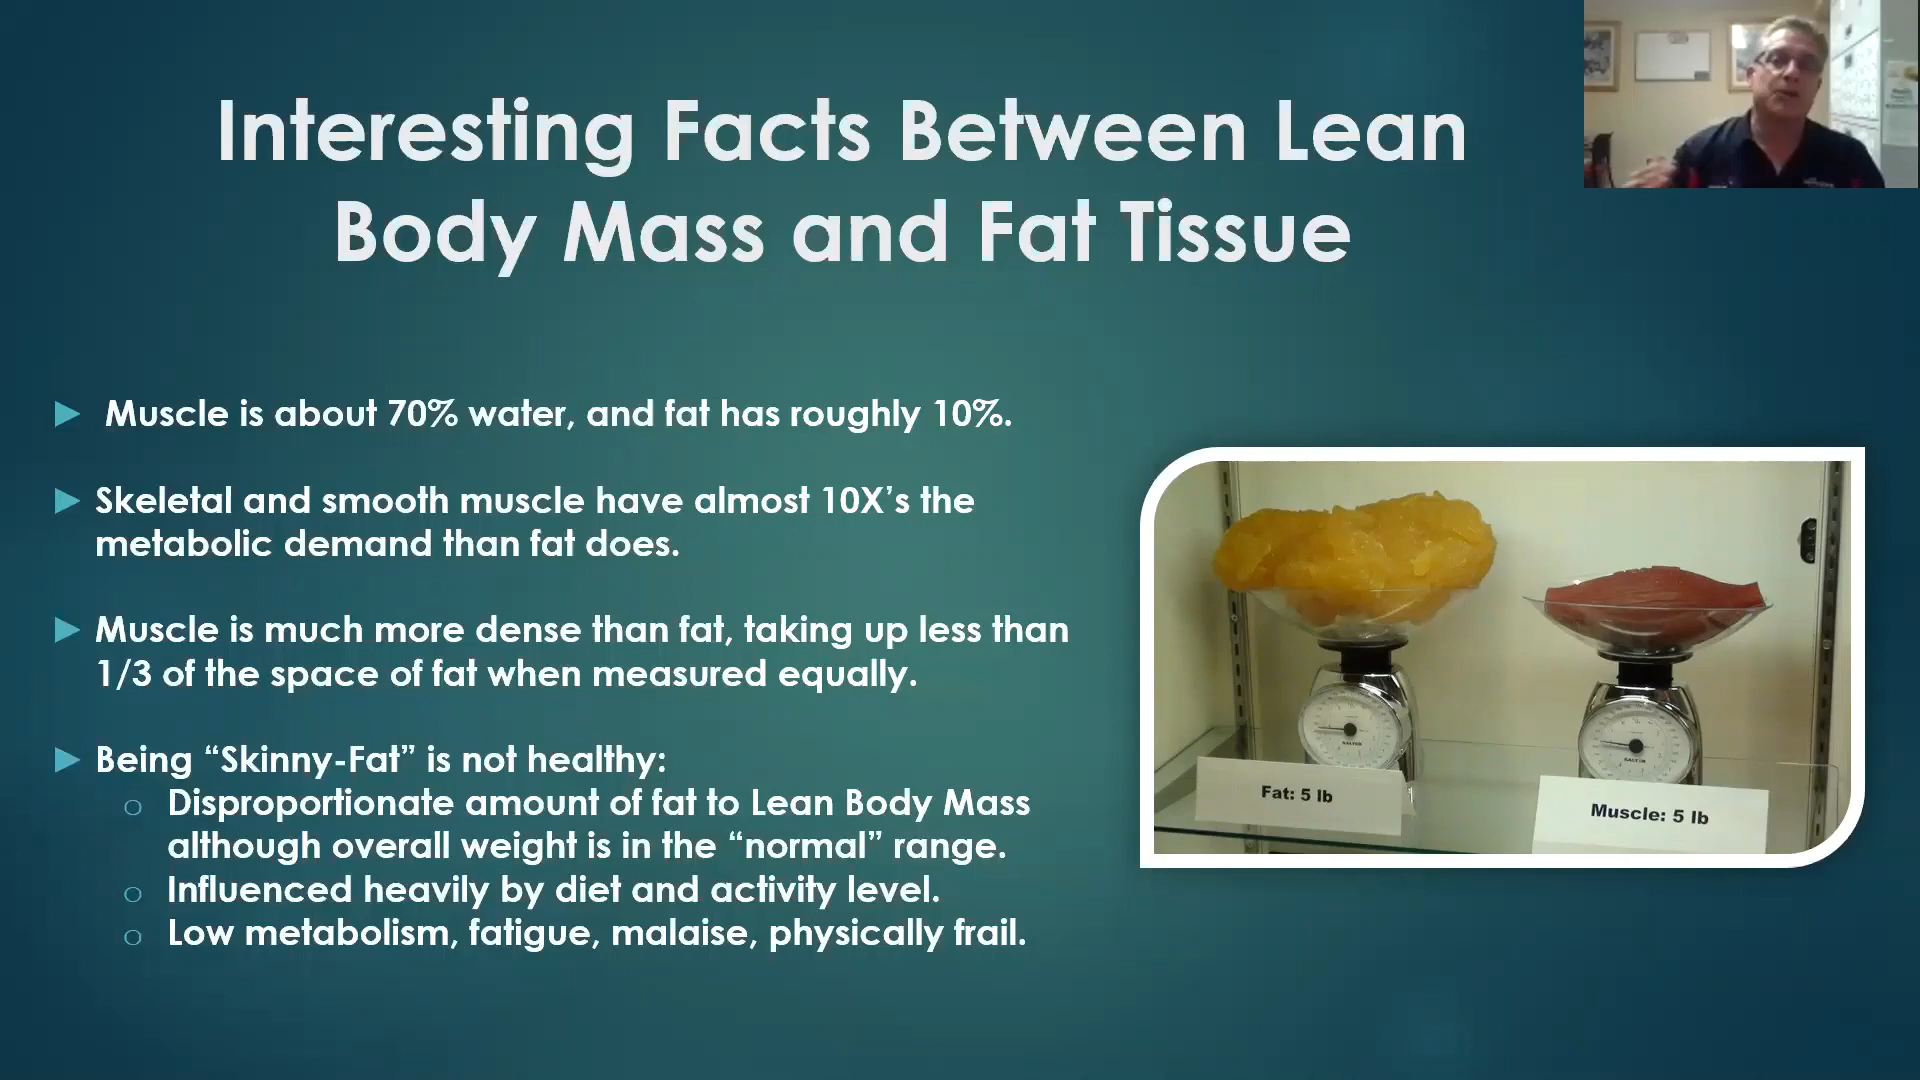 Interesting Facts Between Lean
Body Mass and Fat Tissue
Muscle is about 70% water, and fat has roughly 10%.
Skeletal and smooth muscle have almost 10X’s the
metabolic demand than fat does.
Muscle is much more dense than fat, taking up less than
1/3 of the space of fat when measured equally.
Being “Skinny-Fat” is not healthy:
o Disproportionate amount of fat to Lean Body Mass
although overall weight is in the “normal” range.
o Influenced heavily by diet and activity level.
o Low metabolism, fatigue, malaise, physically frail.
SALTER
SALTER
Fat: 5 lb
Muscle: 5 lb